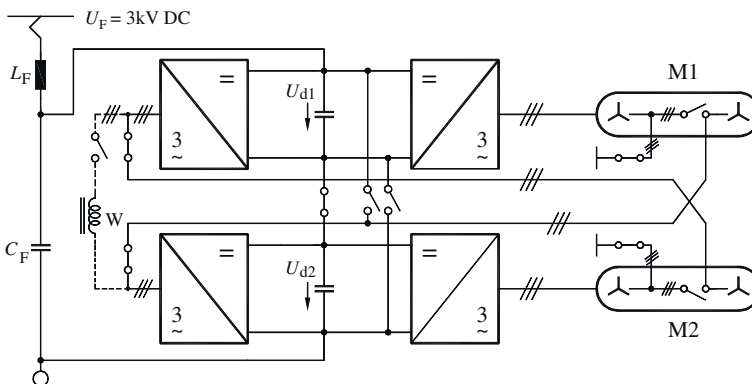 U_F = 3kV DC
L_F
M1
=
=
U_d1
3
~
3
~
W
C_F
=
=
U_d2
3
~
3
~
M2